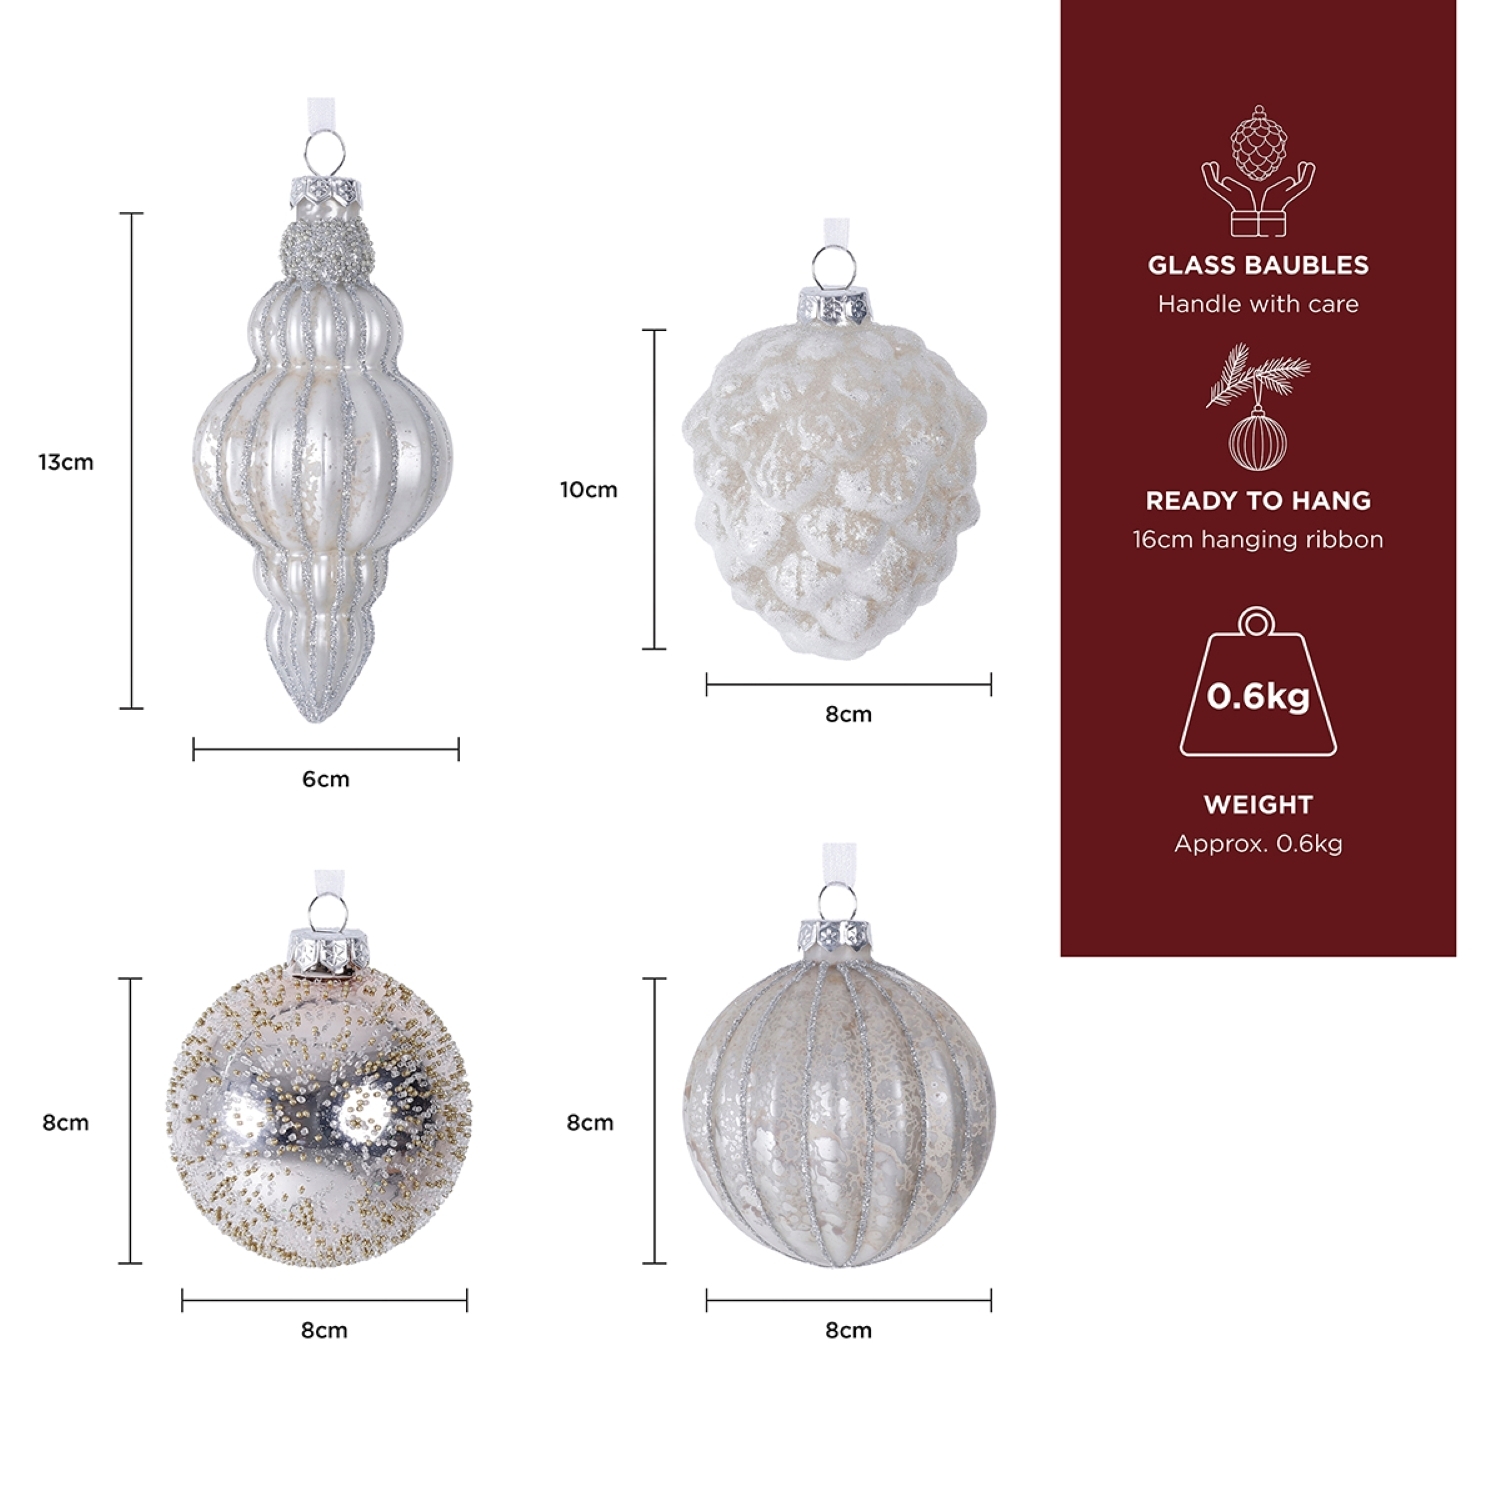 13cm
6cm
10cm
8cm
8cm
8cm
8cm
8cm
GLASS BAUBLES
Handle with care
READY TO HANG
16cm hanging ribbon
0.6kg
WEIGHT
Approx. 0.6kg